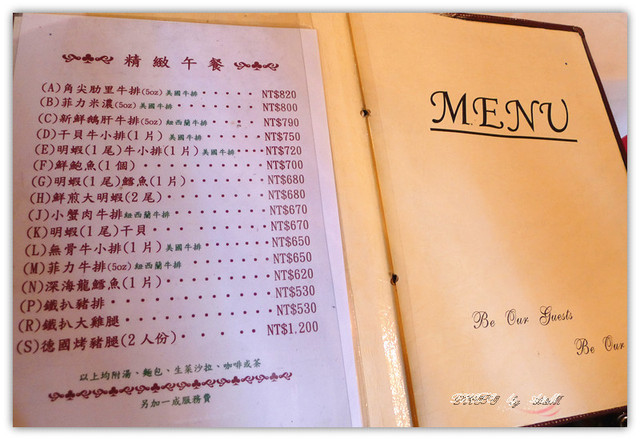 精緻午餐
(A)角尖肋里牛排(5oz)美國牛排‥‥‥NT$820
(B)菲力米濃(5oz)美國牛排‥‥‥NT$800
(C)新鮮鵝肝牛排(5oz)紐西蘭牛排‥‥NT$790
(D)干貝牛小排(1片) 美國牛排‥‥‥NT$750
(E)明蝦(1尾)牛小排(1片)美國牛排‥‥NT$720
(F)鮮鮑魚(1個)‥‥‥‥‥‥NT$700
(G)明蝦(1尾)鱈魚(1片)‥‥‥‥NT$680
(H)鮮煎大明蝦(2尾)‥‥‥‥‥NT$680
(J)小蟹肉牛排紐西蘭牛排‥‥‥‥NT$670
(K)明蝦(1尾)干貝‥‥‥‥‥NT$670
(L)無骨牛小排(1片)美國牛排‥‥‥NT$650
(M)菲力牛排(5oz)紐西蘭牛排‥‥‥NT$650
(N)深海龍鱈魚(1片)‥‥‥‥‥NT$620
(P)鐵扒豬排‥‥‥‥‥‥‥NT$530
(R)鐵扒大雞腿‥‥‥‥‥‥‥NT$530
(S)德國烤豬腿(2人份)‥‥‥NT$1.200
以上均附湯、麵包、生菜沙拉、咖啡或茶
另加一成服務費
MENU
Be Our Guests
Be Our
by